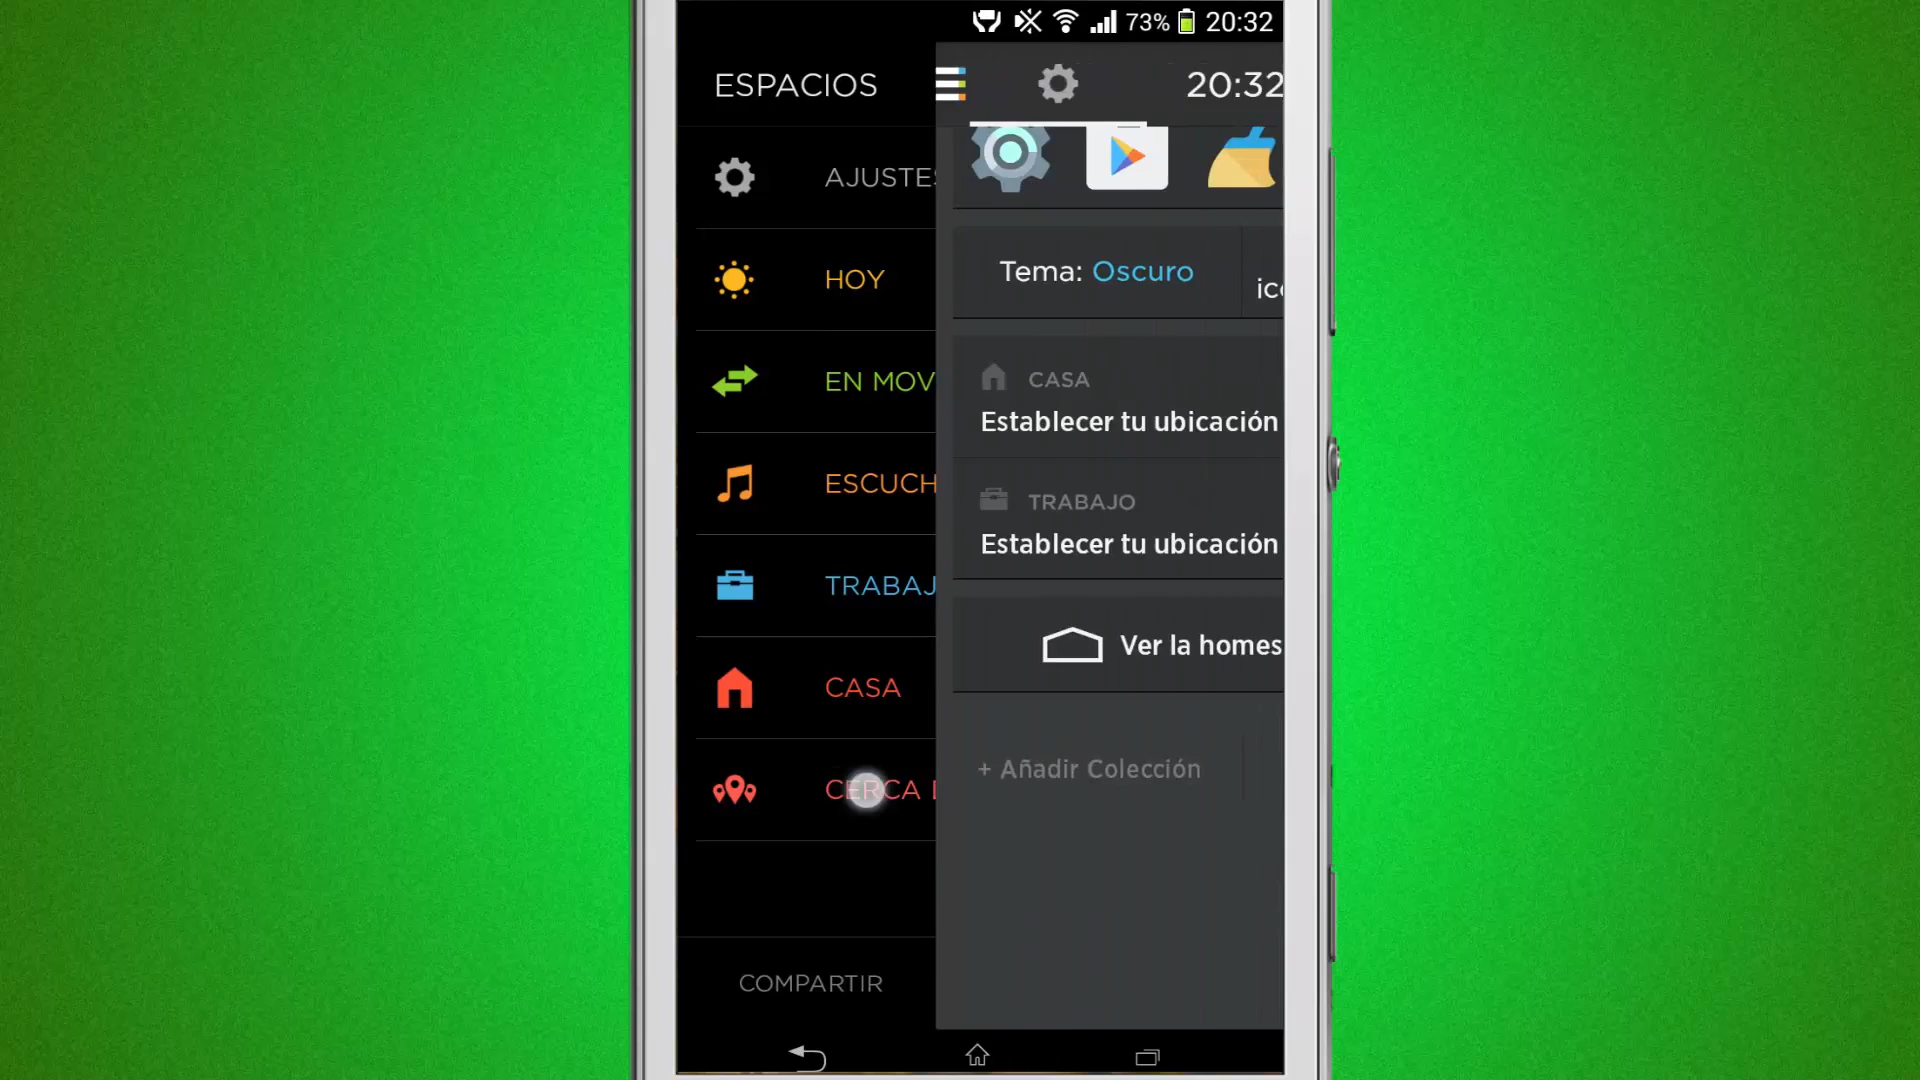 73% 20:32
ESPACIOS
20:32
AJUSTES
HOY
Tema: Oscuro
EN MOV
CASA
Establecer tu ubicación
ESCUCH
TRABAJO
Establecer tu ubicación
TRABAJ
Ver la homes
CASA
CERCA
+ Añadir Colección
COMPARTIR